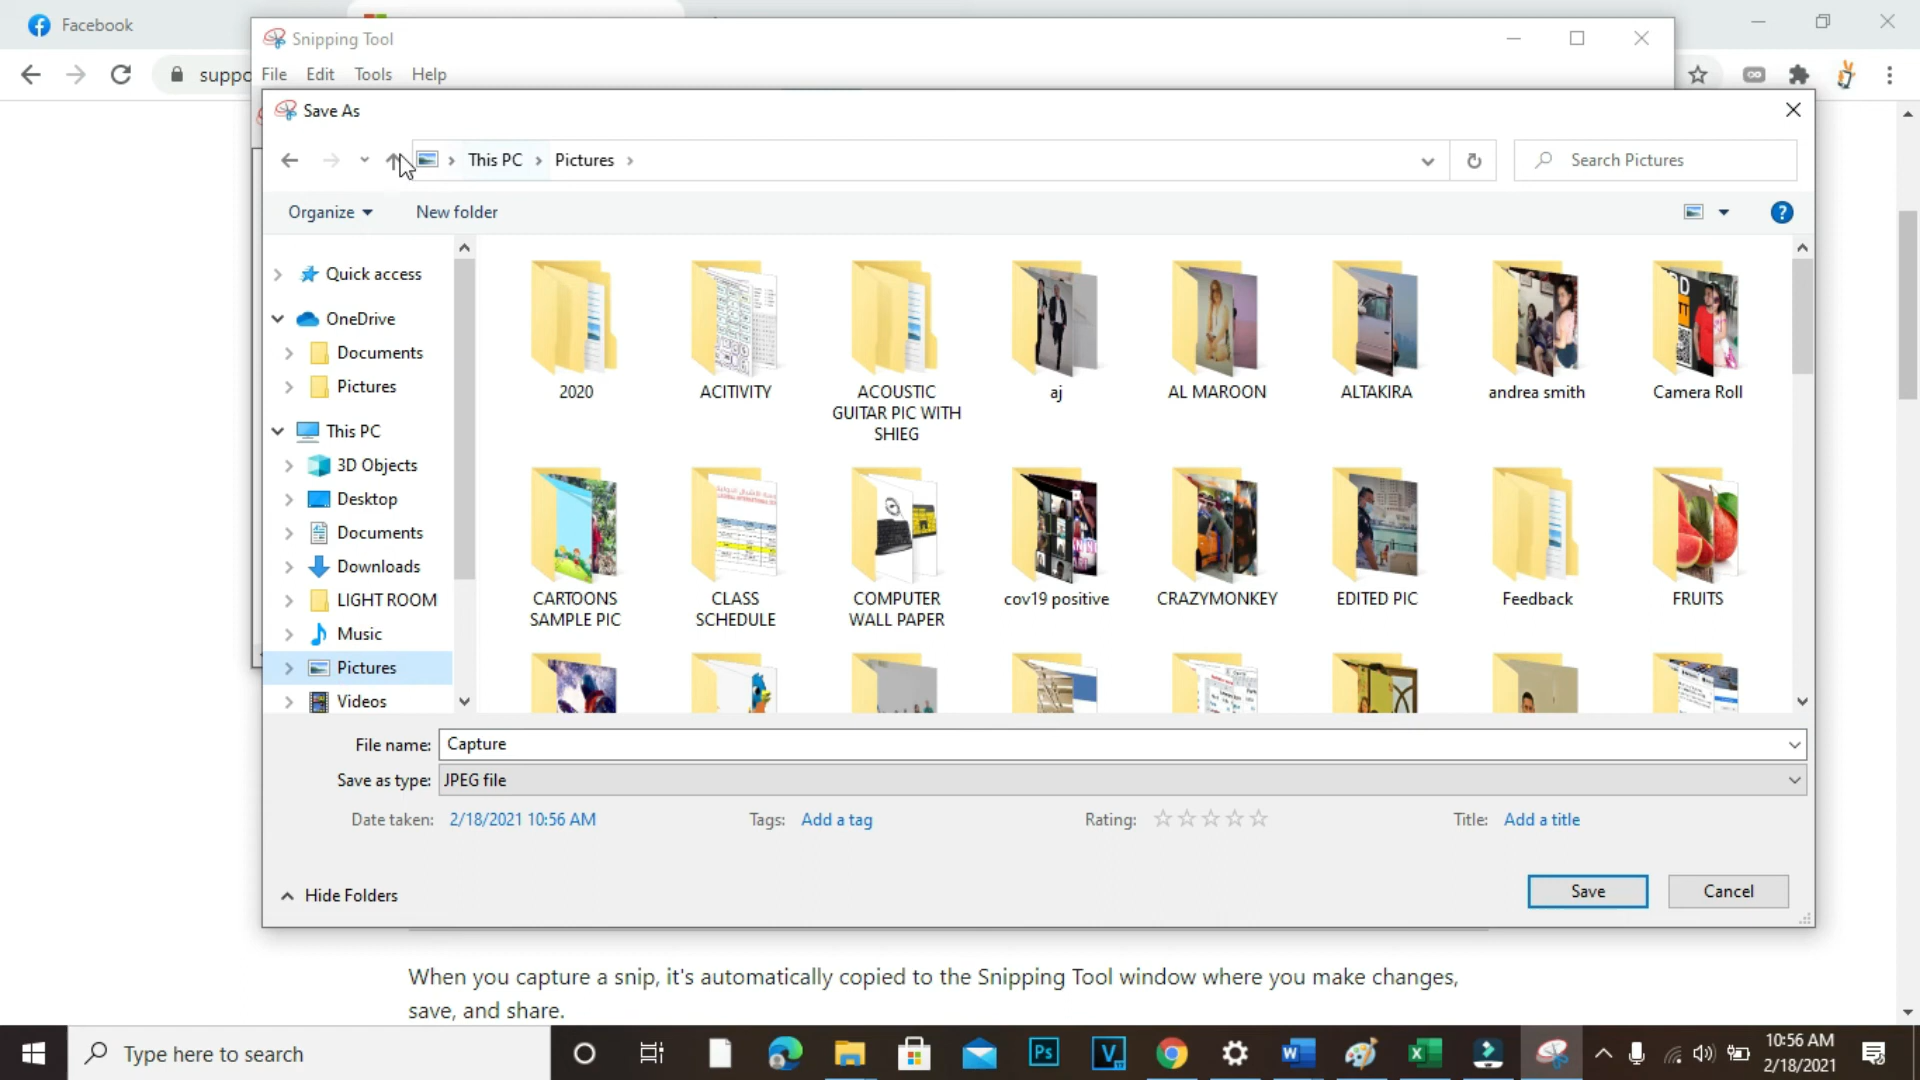 Facebook
suppo
Snipping Tool
File Edit Tools Help
Save As
This PC Pictures
Search Pictures
Organize New folder
?
Quick access
OneDrive
Documents
Pictures
This PC
3D Objects
Desktop
Documents
Downloads
LIGHT ROOM
Music
Pictures
Videos
2020
ACITIVITY
ACOUSTIC
GUITAR PIC WITH
SHIEG
aj
AL MAROON
ALTAKIRA
andrea smith
Camera Roll
CARTOONS
SAMPLE PIC
CLASS
SCHEDULE
COMPUTER
WALL PAPER
cov19 positive
CRAZYMONKEY
EDITED PIC
Feedback
FRUITS
File name: Capture
Save as type: JPEG file
Date taken: 2/18/2021 10:56 AM Tags: Add a tag Rating: Title: Add a title
Hide Folders
Save Cancel
When you capture a snip, it's automatically copied to the Snipping Tool window where you make changes,
save, and share.
Type here to search
Ps
10:56 AM
2/18/2021